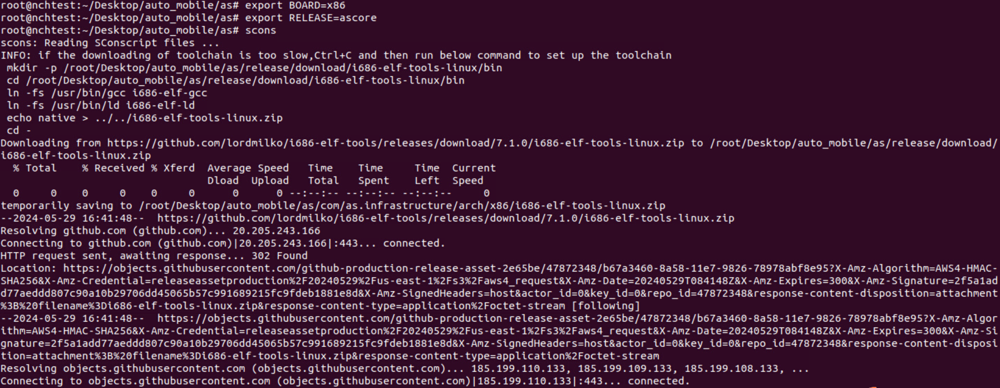 root@nchtest:~/Desktop/auto_mobile/as# export BOARD=x86
root@nchtest:~/Desktop/auto_mobile/as# export RELEASE=ascore
root@nchtest:~/Desktop/auto_mobile/as# scons
scons: Reading SConscript files ...
INFO: if the downloading of toolchain is too slow,Ctrl+C and then run below command to set up the toolchain
 mkdir -p /root/Desktop/auto_mobile/as/release/download/i686-elf-tools-linux/bin
 cd /root/Desktop/auto_mobile/as/release/download/i686-elf-tools-linux/bin
 ln -fs /usr/bin/gcc i686-elf-gcc
 ln -fs /usr/bin/ld i686-elf-ld
 echo native > ../../i686-elf-tools-linux.zip
 cd -
Downloading from https://github.com/lordmilko/i686-elf-tools/releases/download/7.1.0/i686-elf-tools-linux.zip to /root/Desktop/auto_mobile/as/release/download/
i686-elf-tools-linux.zip
  % Total    % Received % Xferd  Average Speed   Time    Time     Time  Current
                                 Dload  Upload   Total   Spent    Left  Speed
  0     0    0     0    0     0      0      0 --:--:-- --:--:-- --:--:--     0
temporarily saving to /root/Desktop/auto_mobile/as/com/as.infrastructure/arch/x86/i686-elf-tools-linux.zip
--2024-05-29 16:41:48--  https://github.com/lordmilko/i686-elf-tools/releases/download/7.1.0/i686-elf-tools-linux.zip
Resolving github.com (github.com)... 20.205.243.166
Connecting to github.com (github.com)|20.205.243.166|:443... connected.
HTTP request sent, awaiting response... 302 Found
Location: https://objects.githubusercontent.com/github-production-release-asset-2e65be/47872348/b67a3460-8a58-11e7-9826-78978abf8e95?X-Amz-Algorithm=AWS4-HMAC-
SHA256&X-Amz-Credential=releaseassetproduction%2F20240529%2Fus-east-1%2Fs3%2Faws4_request&X-Amz-Date=20240529T084148Z&X-Amz-Expires=300&X-Amz-Signature=2f5a1ad
d77aeddd807c90a10b29706dd45065b57c991689215fc9fdeb1881e8d&X-Amz-SignedHeaders=host&actor_id=0&key_id=0&repo_id=47872348&response-content-disposition=attachment
%3B%20filename%3Di686-elf-tools-linux.zip&response-content-type=application%2Foctet-stream [following]
--2024-05-29 16:41:48--  https://objects.githubusercontent.com/github-production-release-asset-2e65be/47872348/b67a3460-8a58-11e7-9826-78978abf8e95?X-Amz-Algor
ithm=AWS4-HMAC-SHA256&X-Amz-Credential=releaseassetproduction%2F20240529%2Fus-east-1%2Fs3%2Faws4_request&X-Amz-Date=20240529T084148Z&X-Amz-Expires=300&X-Amz-Si
gnature=2f5a1add77aeddd807c90a10b29706dd45065b57c991689215fc9fdeb1881e8d&X-Amz-SignedHeaders=host&actor_id=0&key_id=0&repo_id=47872348&response-content-disposi
tion=attachment%3B%20filename%3Di686-elf-tools-linux.zip&response-content-type=application%2Foctet-stream
Resolving objects.githubusercontent.com (objects.githubusercontent.com)... 185.199.110.133, 185.199.109.133, 185.199.108.133, ...
Connecting to objects.githubusercontent.com (objects.githubusercontent.com)|185.199.110.133|:443... connected.